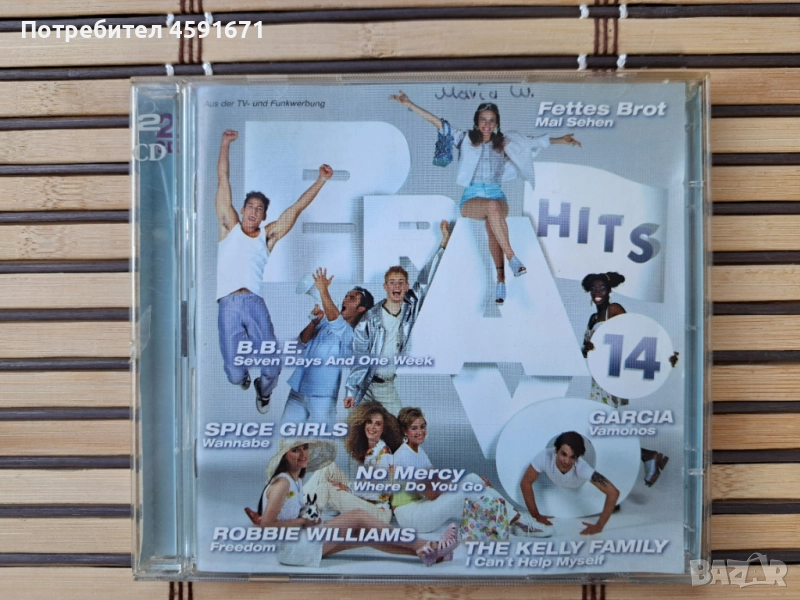 Потребител 4591671
Maria W.
Aus der TV- und Funkwerbung
Fettes Brot
Mal Sehen
2
CD
BRAVO
HITS
14
B.B.E.
Seven Days And One Week
SPICE GIRLS
Wannabe
GARCIA
Vamonos
No Mercy
Where Do You Go
ROBBIE WILLIAMS
Freedom
THE KELLY FAMILY
I Can't Help Myself
BAZAR